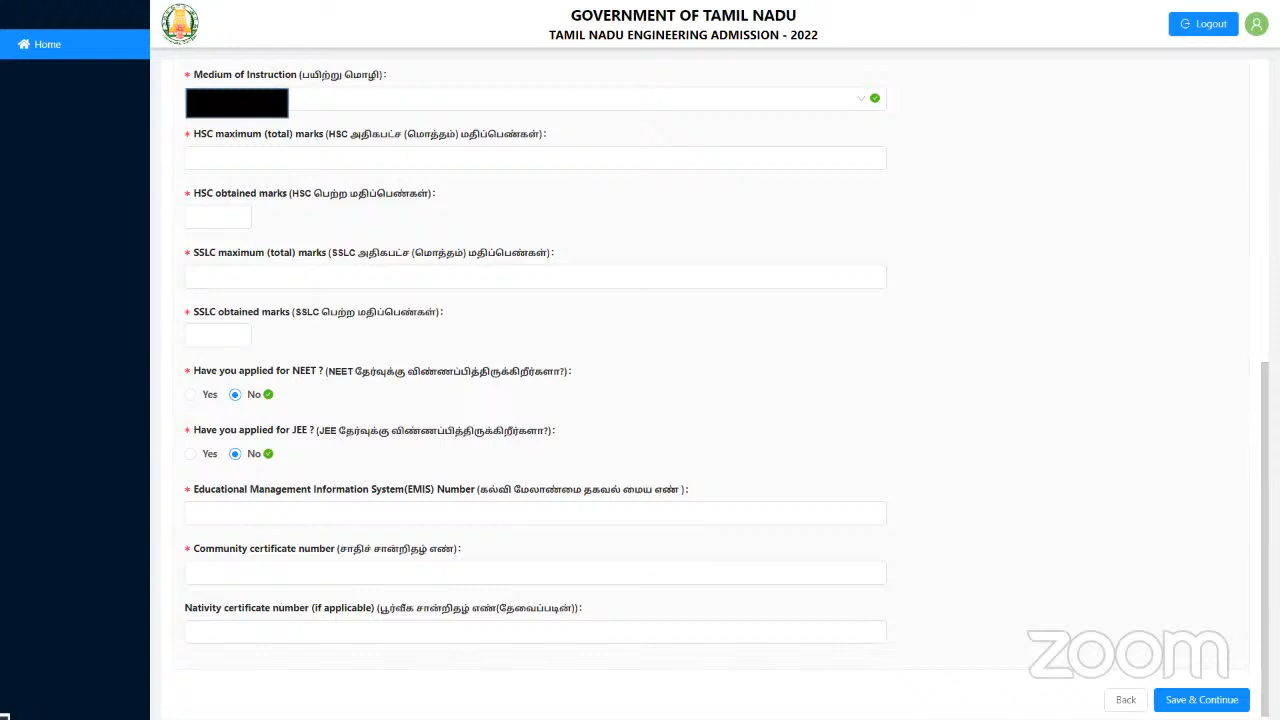 GOVERNMENT OF TAMIL NADU
TAMIL NADU ENGINEERING ADMISSION - 2022
Logout
Home
* Medium of Instruction (பயிற்று மொழி):
* HSC maximum (total) marks (HSC அதிகபட்ச (மொத்தம்) மதிப்பெண்கள்):
* HSC obtained marks (HSC பெற்ற மதிப்பெண்கள்):
* SSLC maximum (total) marks (SSLC அதிகபட்ச (மொத்தம்) மதிப்பெண்கள்):
* SSLC obtained marks (SSLC பெற்ற மதிப்பெண்கள்):
* Have you applied for NEET ? (NEET தேர்வுக்கு விண்ணப்பித்திருக்கிறீர்களா?):
Yes No
* Have you applied for JEE ? (JEE தேர்வுக்கு விண்ணப்பித்திருக்கிறீர்களா?):
Yes No
* Educational Management Information System(EMIS) Number (கல்வி மேலாண்மை தகவல் மைய எண் ):
* Community certificate number (சாதிச் சான்றிதழ் எண்):
Nativity certificate number (if applicable) (பூர்வீக சான்றிதழ் எண்(தேவைப்படின்)):
zoom
Back Save & Continue